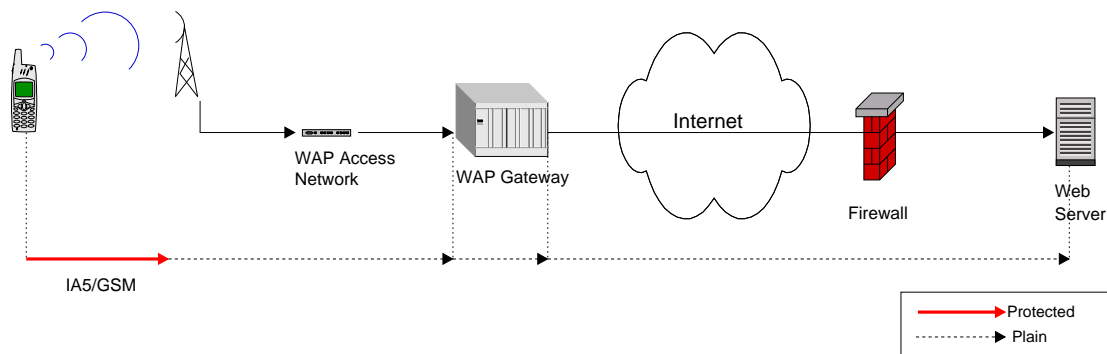 Internet
WAP Access
Network
WAP Gateway
Firewall
Web
Server
IA5/GSM
Protected
Plain